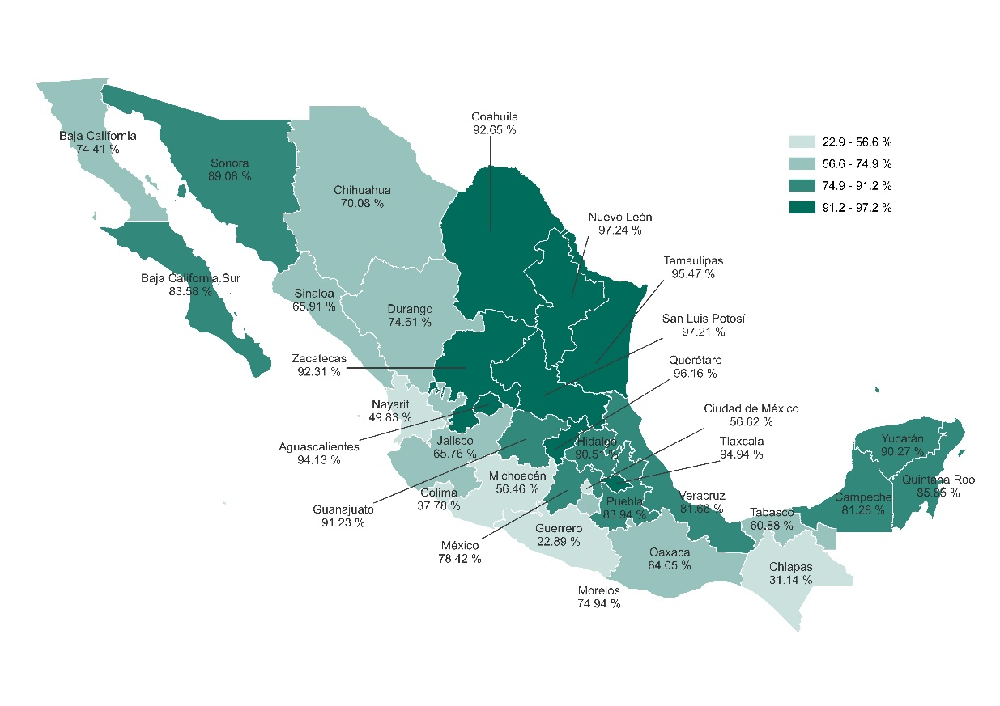 Coahuila
92.65 %
Baja California
74.41 %
22.9 - 56.6 %
56.6 - 74.9 %
74.9 - 91.2 %
91.2 - 97.2 %
Sonora
89.08 %
Chihuahua
70.08 %
Nuevo León
97.24 %
Tamaulipas
95.47 %
Baja California Sur
83.58 %
Sinaloa
65.91 %
Durango
74.61 %
San Luis Potosí
97.21 %
Zacatecas
92.31 %
Querétaro
96.16 %
Nayarit
49.83 %
Ciudad de México
56.62 %
Aguascalientes
94.13 %
Jalisco
65.76 %
Hidalgo
90.51 %
Tlaxcala
94.94 %
Yucatán
90.27 %
Michoacán
56.46 %
Quintana Roo
85.85 %
Colima
37.78 %
Puebla
83.94 %
Veracruz
81.66 %
Campeche
81.28 %
Guanajuato
91.23 %
Tabasco
60.88 %
Guerrero
22.89 %
México
78.42 %
Oaxaca
64.05 %
Chiapas
31.14 %
Morelos
74.94 %